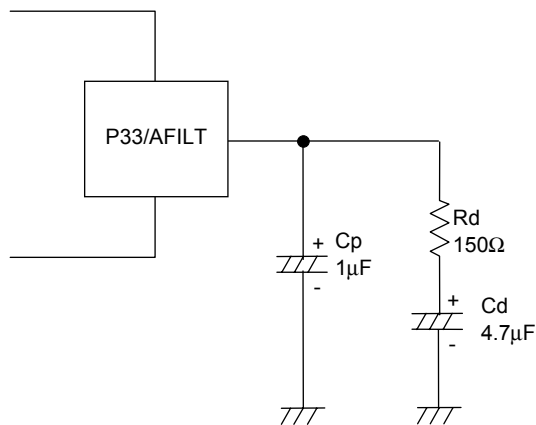 P33/AFILT
+ Cp
1μF
-
Rd
150Ω
+ Cd
4.7μF
-